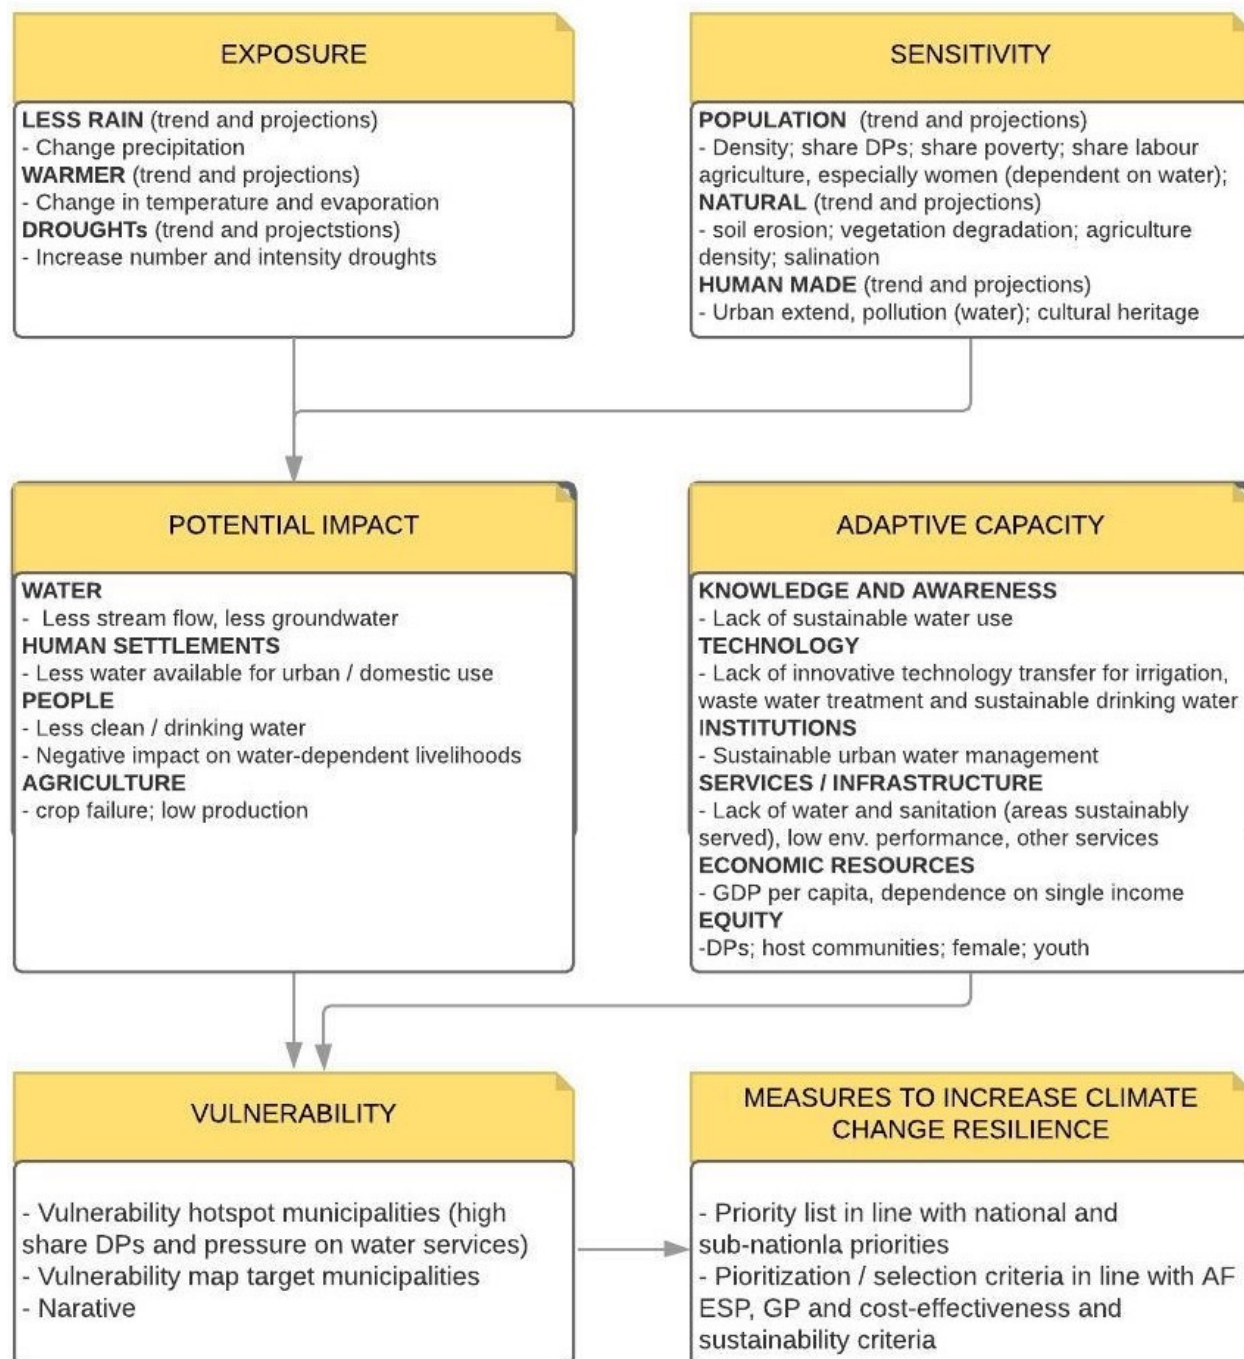 EXPOSURE
LESS RAIN (trend and projections)
- Change precipitation
WARMER (trend and projections)
- Change in temperature and evaporation
DROUGHTs (trend and projectstions)
- Increase number and intensity droughts
SENSITIVITY
POPULATION (trend and projections)
- Density; share DPs; share poverty; share labour
agriculture, especially women (dependent on water);
NATURAL (trend and projections)
- soil erosion; vegetation degradation; agriculture
density; salination
HUMAN MADE (trend and projections)
- Urban extend, pollution (water); cultural heritage
POTENTIAL IMPACT
WATER
- Less stream flow, less groundwater
HUMAN SETTLEMENTS
- Less water available for urban / domestic use
PEOPLE
- Less clean / drinking water
- Negative impact on water-dependent livelihoods
AGRICULTURE
- crop failure; low production
ADAPTIVE CAPACITY
KNOWLEDGE AND AWARENESS
- Lack of sustainable water use
TECHNOLOGY
- Lack of innovative technology transfer for irrigation,
waste water treatment and sustainable drinking water
INSTITUTIONS
- Sustainable urban water management
SERVICES / INFRASTRUCTURE
- Lack of water and sanitation (areas sustainably
served), low env. performance, other services
ECONOMIC RESOURCES
- GDP per capita, dependence on single income
EQUITY
-DPs; host communities; female; youth
VULNERABILITY
- Vulnerability hotspot municipalities (high
share DPs and pressure on water services)
- Vulnerability map target municipalities
- Narative
MEASURES TO INCREASE CLIMATE
CHANGE RESILIENCE
- Priority list in line with national and
sub-nationla priorities
- Pioritization / selection criteria in line with AF
ESP, GP and cost-effectiveness and
sustainability criteria